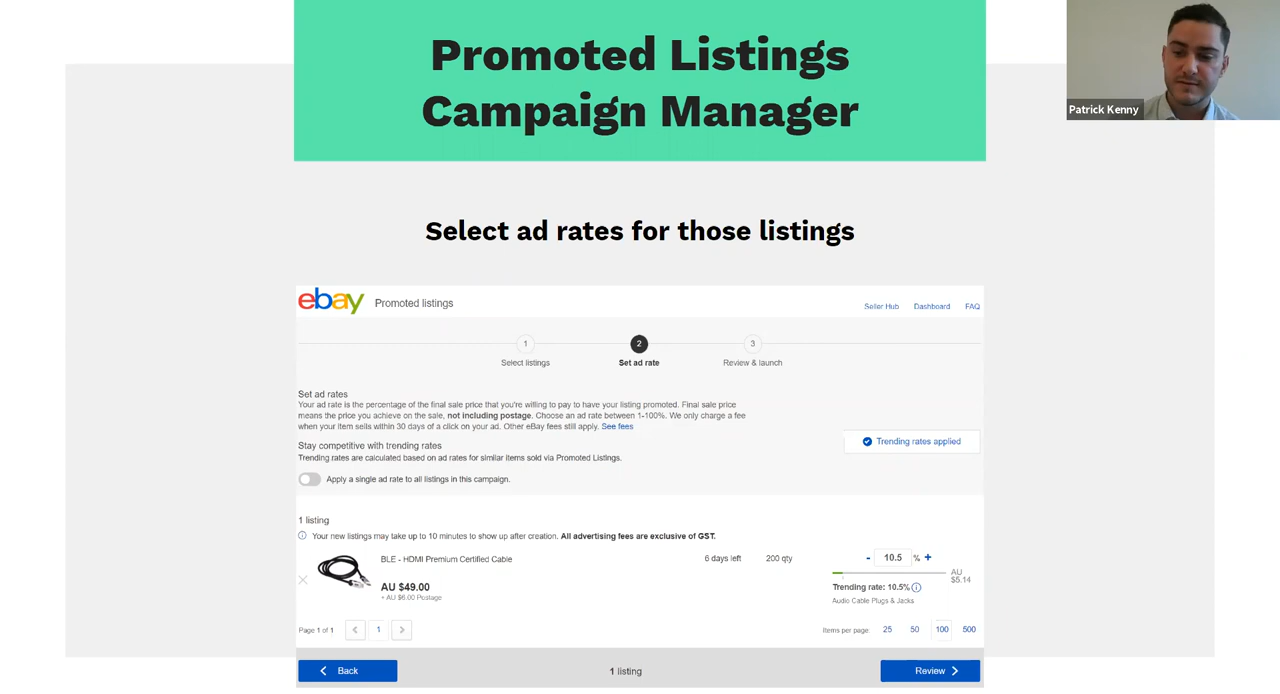 Promoted Listings
Campaign Manager
Patrick Kenny
Select ad rates for those listings
ebay Promoted listings
Seller Hub Dashboard FAQ
1 2 3
Select listings Set ad rate Review & launch
Set ad rates
Your ad rate is the percentage of the final sale price that you're willing to pay to have your listing promoted. Final sale price
means the price you achieve on the sale, not including postage. Choose an ad rate between 1-100%. We only charge a fee
when your item sells within 30 days of a click on your ad. Other eBay fees still apply. See fees
Trending rates applied
Stay competitive with trending rates
Trending rates are calculated based on ad rates for similar items sold via Promoted Listings.
Apply a single ad rate to all listings in this campaign.
1 listing
Your new listings may take up to 10 minutes to show up after creation. All advertising fees are exclusive of GST.
BLE - HDMI Premium Certified Cable 6 days left 200 qty - 10.5 % +
AU $49.00
+ AU $6.00 Postage
AU
$5.14
Trending rate: 10.5%
Audio Cable Plugs & Jacks
Page 1 of 1 < 1 > Items per page: 25 50 100 500
Back 1 listing Review